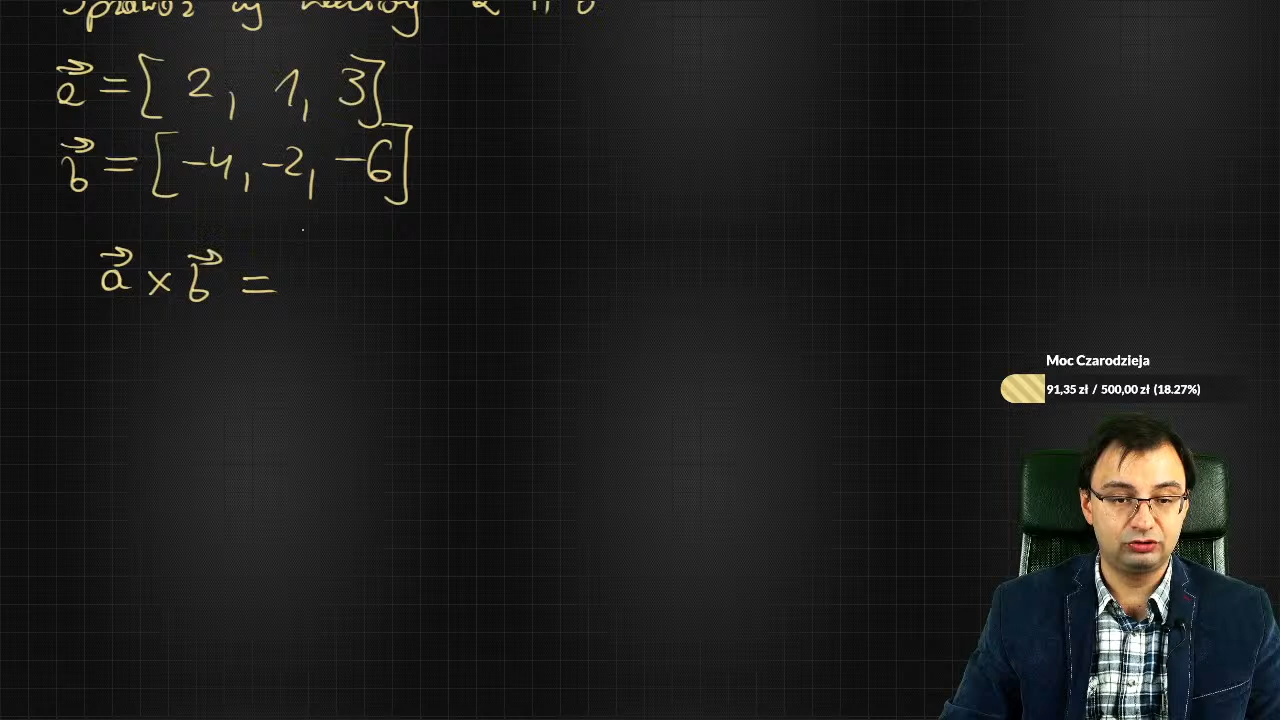 a⃗ = [ 2, 1, 3]
b⃗ = [-4, -2, -6]
a⃗ × b⃗ =
Moc Czarodzieja
91,35 zł / 500,00 zł (18.27%)